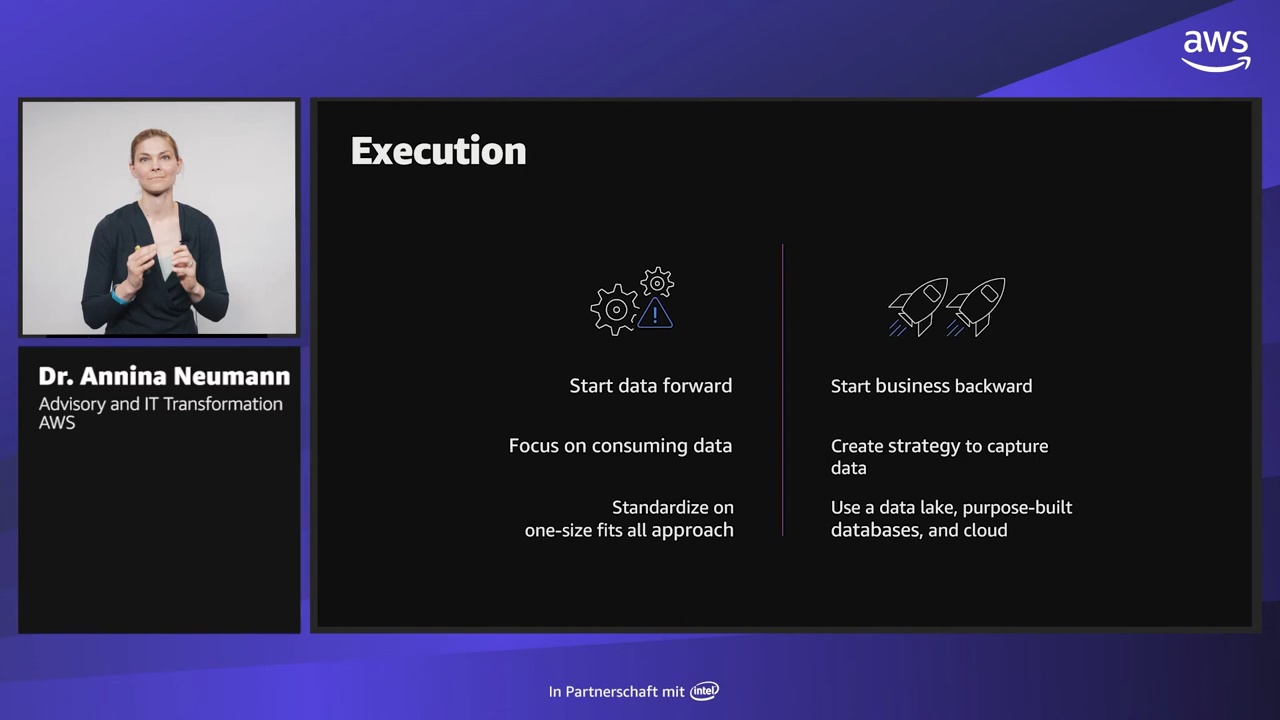 aws
Execution
Start data forward
Start business backward
Focus on consuming data
Create strategy to capture
data
Standardize on
one-size fits all approach
Use a data lake, purpose-built
databases, and cloud
Dr. Annina Neumann
Advisory and IT Transformation
AWS
In Partnerschaft mit intel